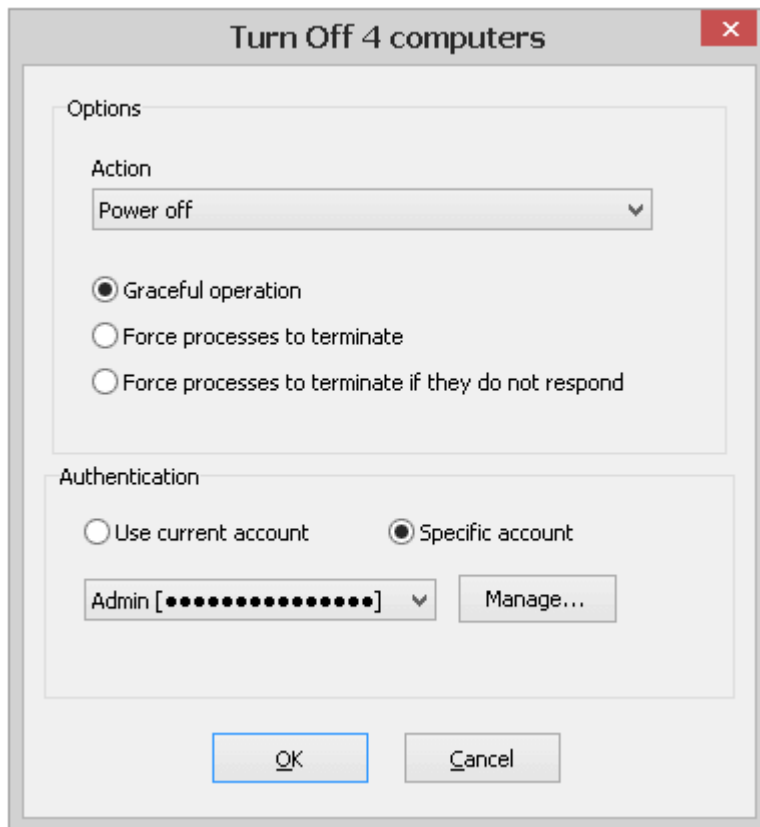 Turn Off 4 computers
Options
Action
Power off
Graceful operation
Force processes to terminate
Force processes to terminate if they do not respond
Authentication
Use current account Specific account
Admin [●●●●●●●●●●●●●●●] Manage...
OK Cancel